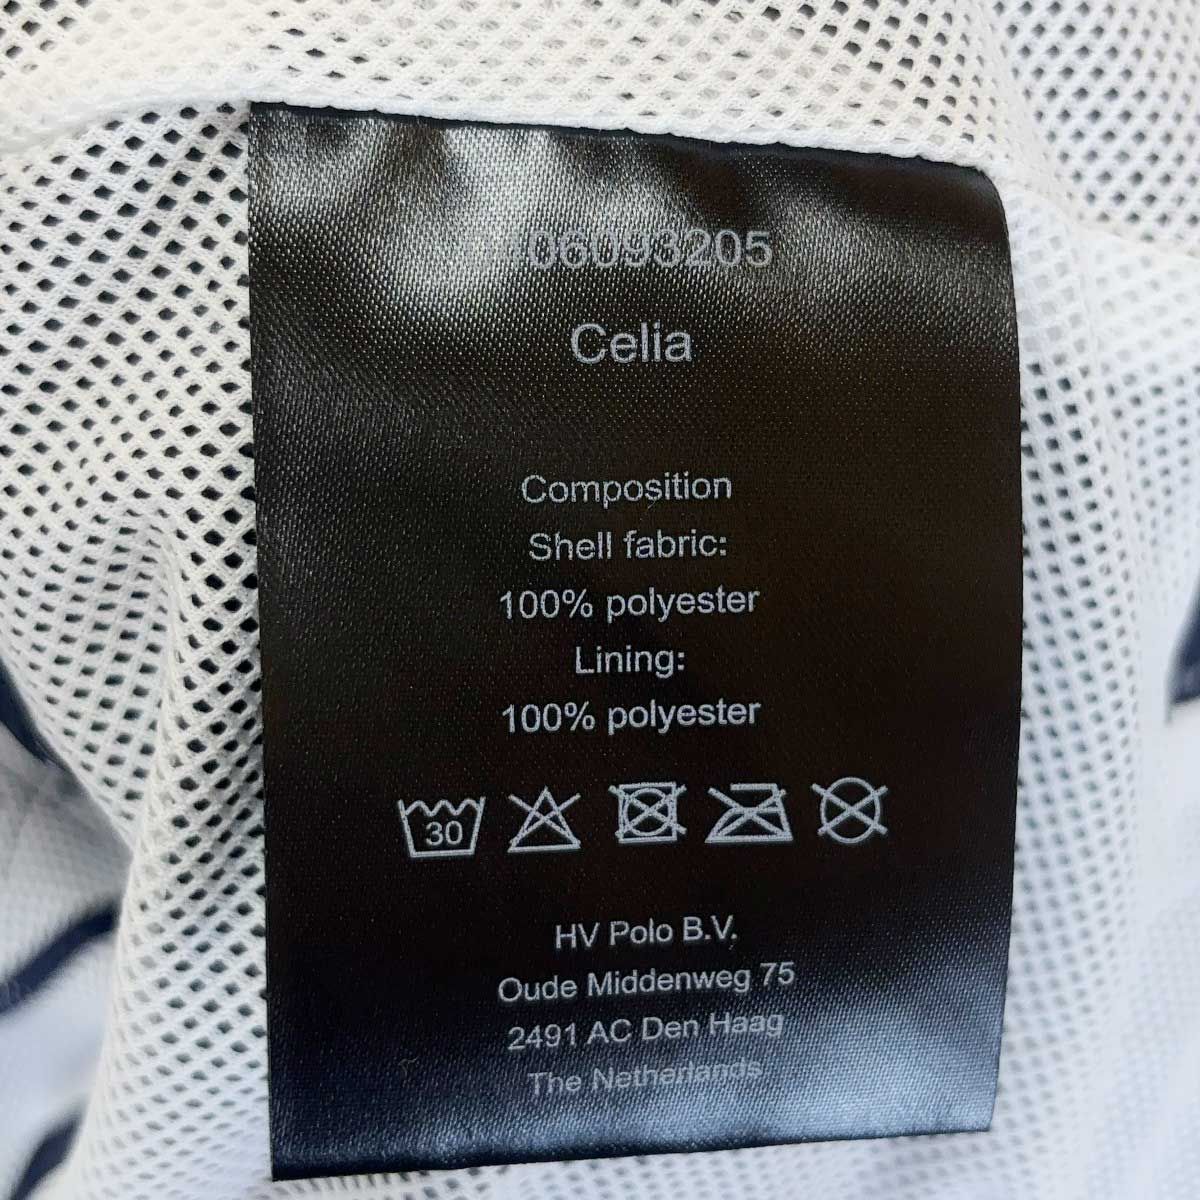 Celia
Composition
Shell fabric:
100% polyester
Lining:
100% polyester
30
HV Polo B.V.
Oude Middenweg 75
2491 AC Den Haag
The Netherlands